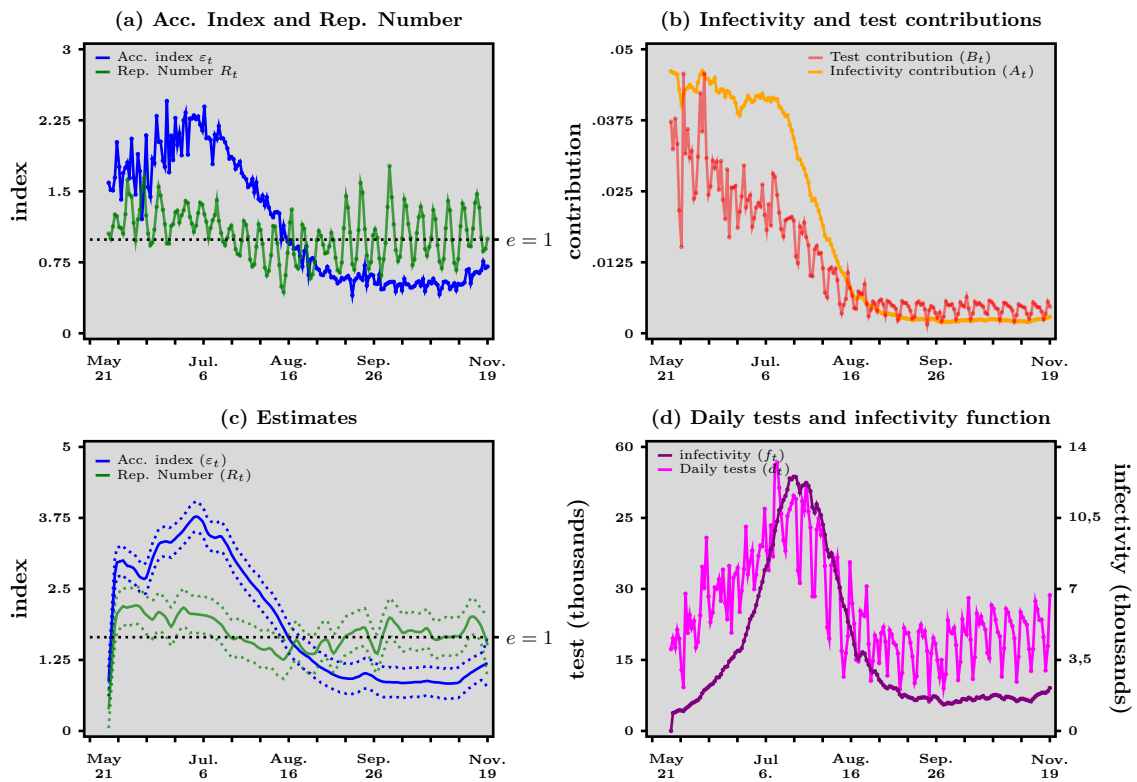 (a) Acc. Index and Rep. Number
Acc. index εt
Rep. Number Rt
index
3
2.25
1.5
0.75
0
e = 1
May 21
Jul. 6
Aug. 16
Sep. 26
Nov. 19
(b) Infectivity and test contributions
Test contribution (Bt)
Infectivity contribution (At)
contribution
.05
.0375
.025
.0125
0
May 21
Jul. 6
Aug. 16
Sep. 26
Nov. 19
(c) Estimates
Acc. index (εt)
Rep. Number (Rt)
index
5
3.75
2.5
1.25
0
e = 1
May 21
Jul. 6
Aug. 16
Sep. 26
Nov. 19
(d) Daily tests and infectivity function
infectivity (ft)
Daily tests (dt)
test (thousands)
60
25
30
15
0
infectivity (thousands)
14
10,5
7
3,5
0
May 21
Jul 6.
Aug. 16
Sep. 26
Nov. 19